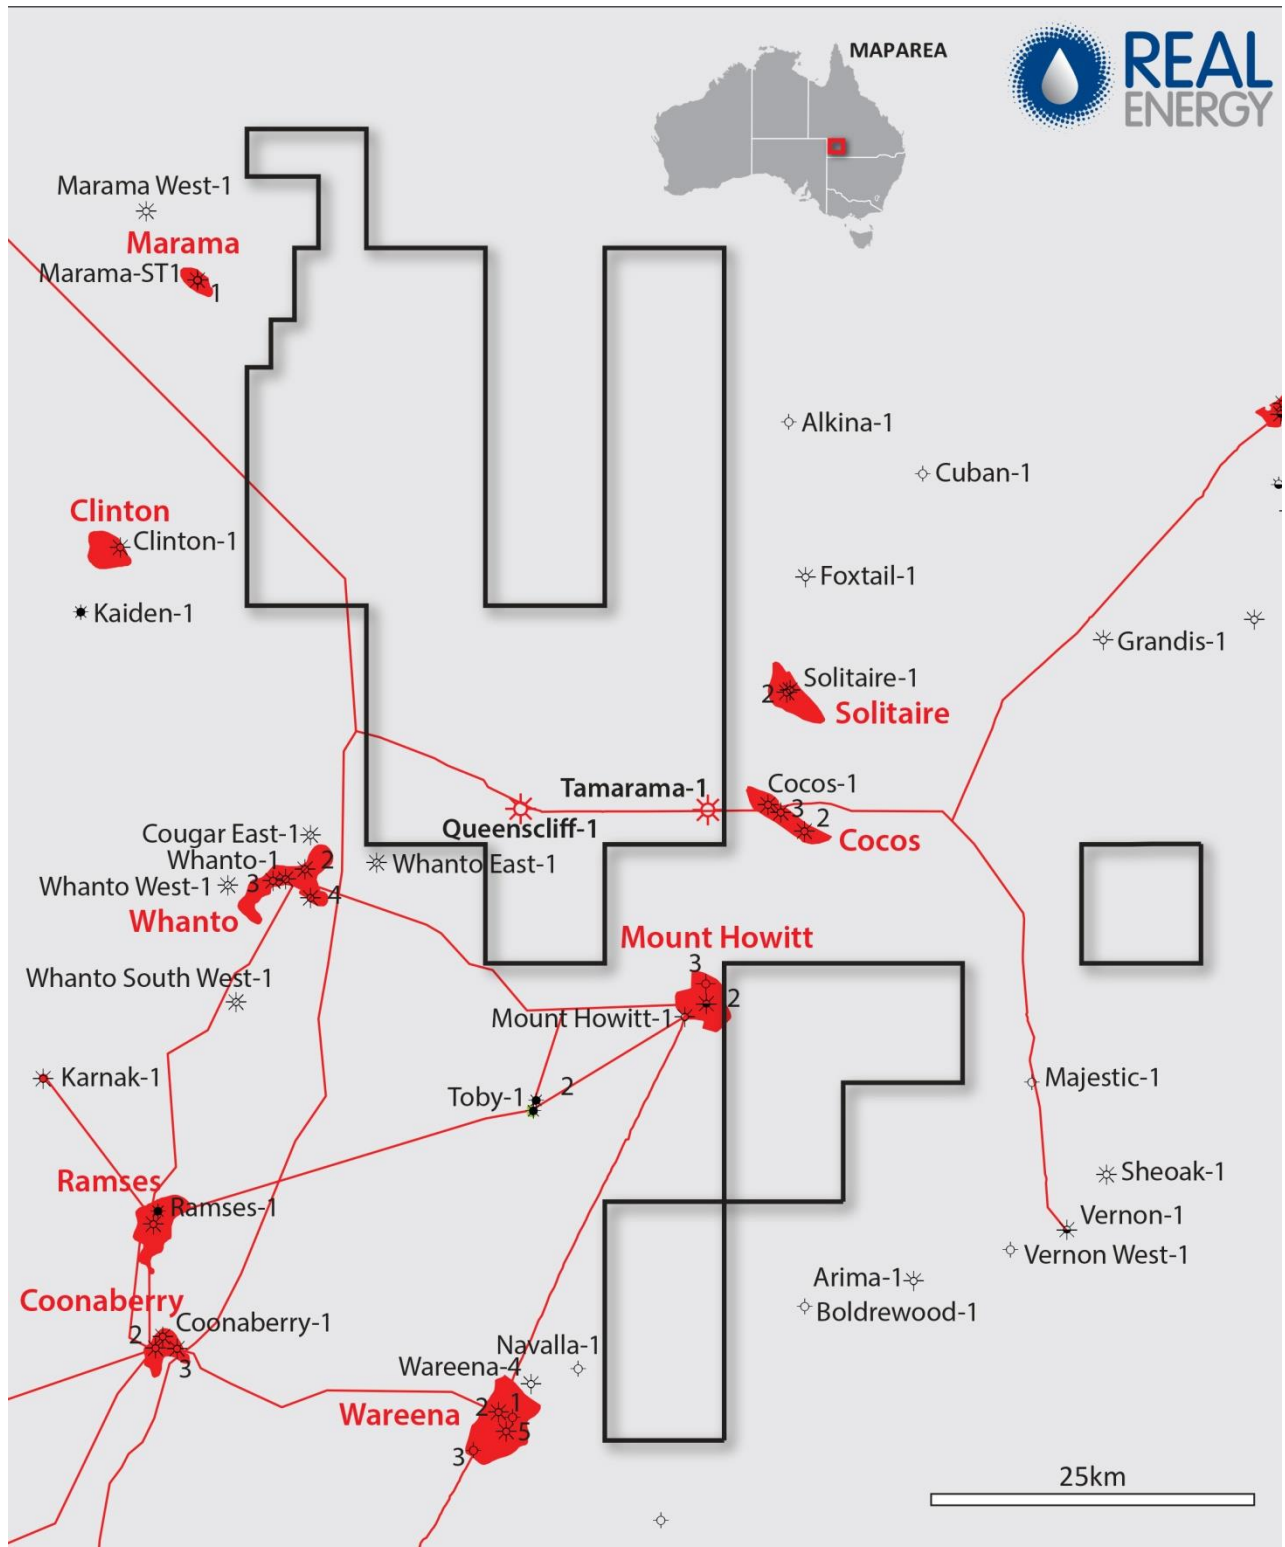 MAPAREA
REAL
ENERGY
Marama West-1
Marama
Marama-ST1
1
Alkina-1
Cuban-1
Clinton
Clinton-1
Foxtail-1
Kaiden-1
Grandis-1
Solitaire-1
2
Solitaire
Tamarama-1
Cocos-1
3
2
Queenscliff-1
Cocos
Cougar East-1
Whanto-1
2
Whanto East-1
Whanto West-1
3
4
Whanto
Mount Howitt
3
Whanto South West-1
2
Mount Howitt-1
Karnak-1
Majestic-1
Toby-1
2
Sheoak-1
Ramses
Ramses-1
Vernon-1
Vernon West-1
Arima-1
Boldrewood-1
Coonaberry
Coonaberry-1
2
3
Navalla-1
Wareena-4
Wareena
2
1
5
3
25km